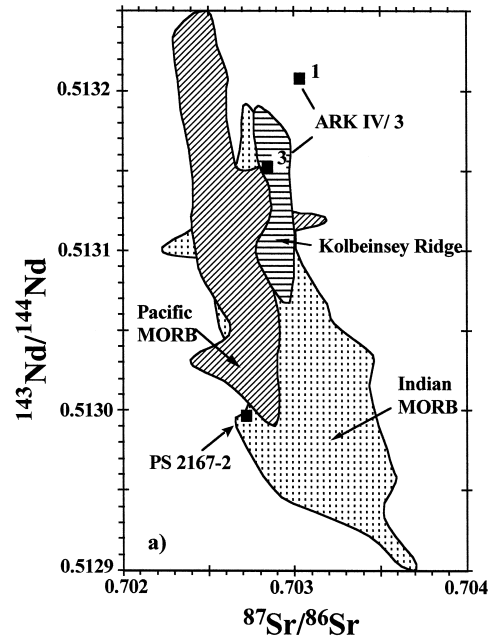 0.5132
1
ARK IV/ 3
3
0.5131
Kolbeinsey Ridge
Pacific
MORB
143Nd/144Nd
Indian
MORB
0.5130
PS 2167-2
a)
0.5129
0.702
0.703
0.704
87Sr/86Sr